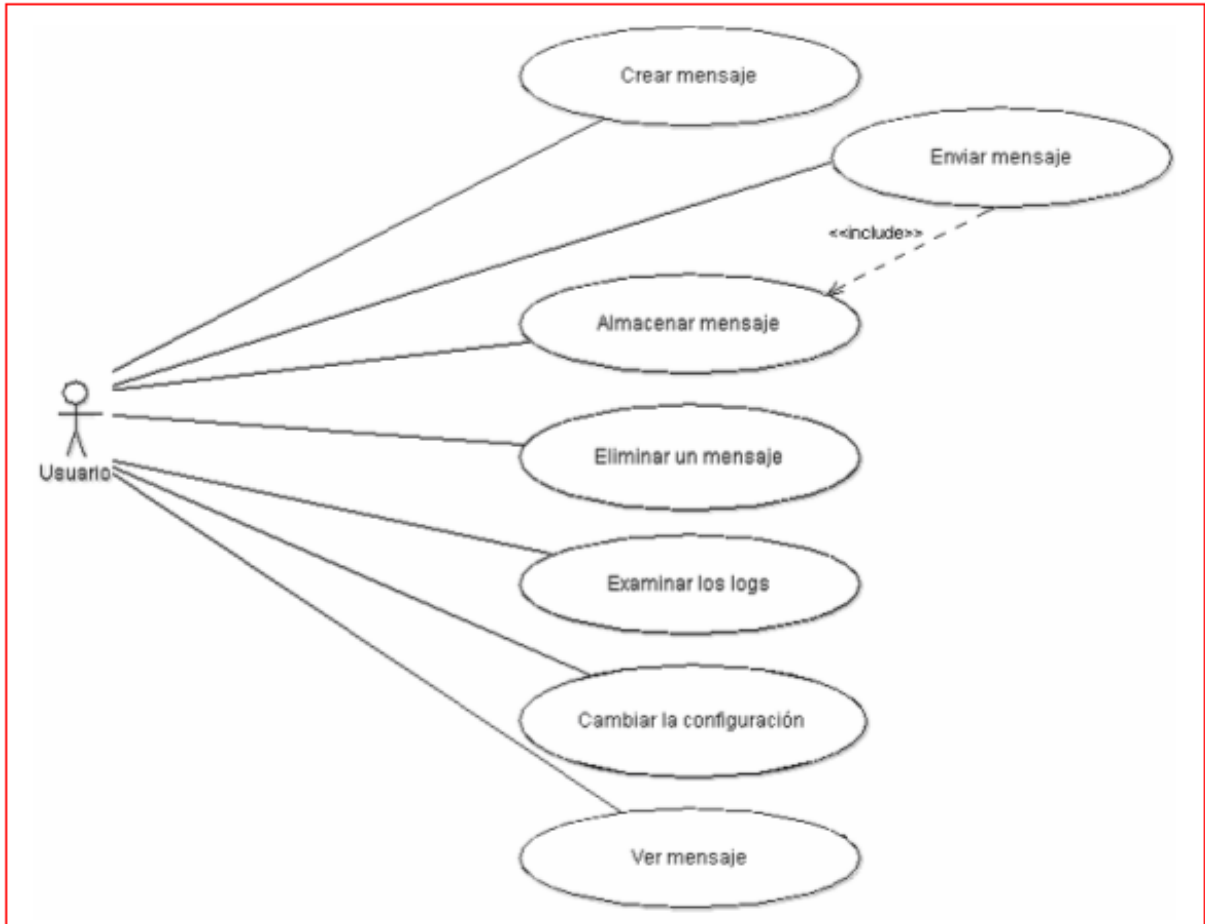 Crear mensaje
Enviar mensaje
<<include>>
Almacenar mensaje
Usuario
Eliminar un mensaje
Examinar los logs
Cambiar la configuración
Ver mensaje